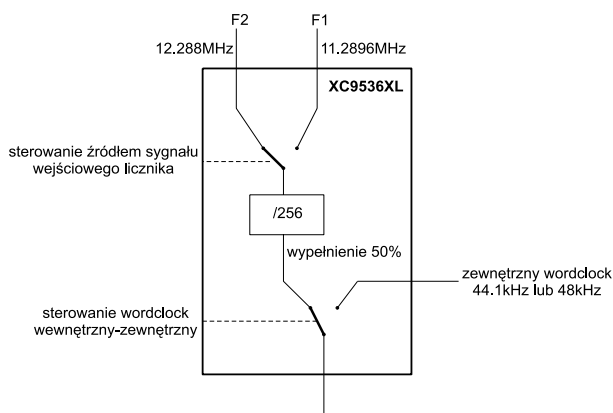 F2
F1
12.288MHz
11.2896MHz
XC9536XL
sterowanie źródłem sygnału
wejściowego licznika
/256
wypełnienie 50%
zewnętrzny wordclock
44.1kHz lub 48kHz
sterowanie wordclock
wewnętrzny-zewnętrzny